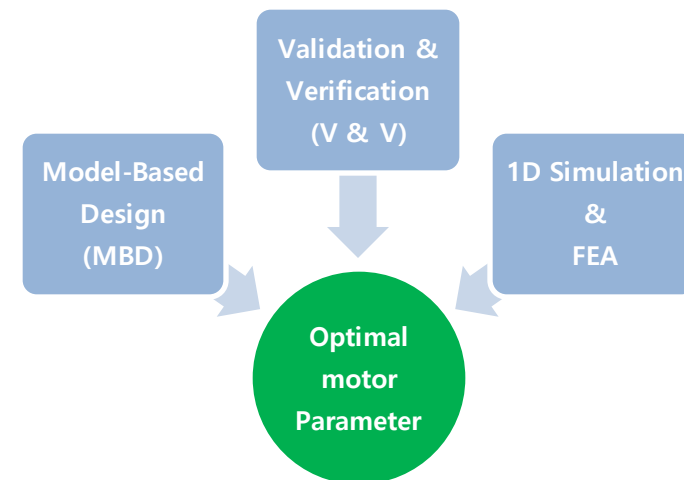 Validation &
Verification
(V & V)
Model-Based
Design
(MBD)
1D Simulation
&
FEA
Optimal
motor
Parameter